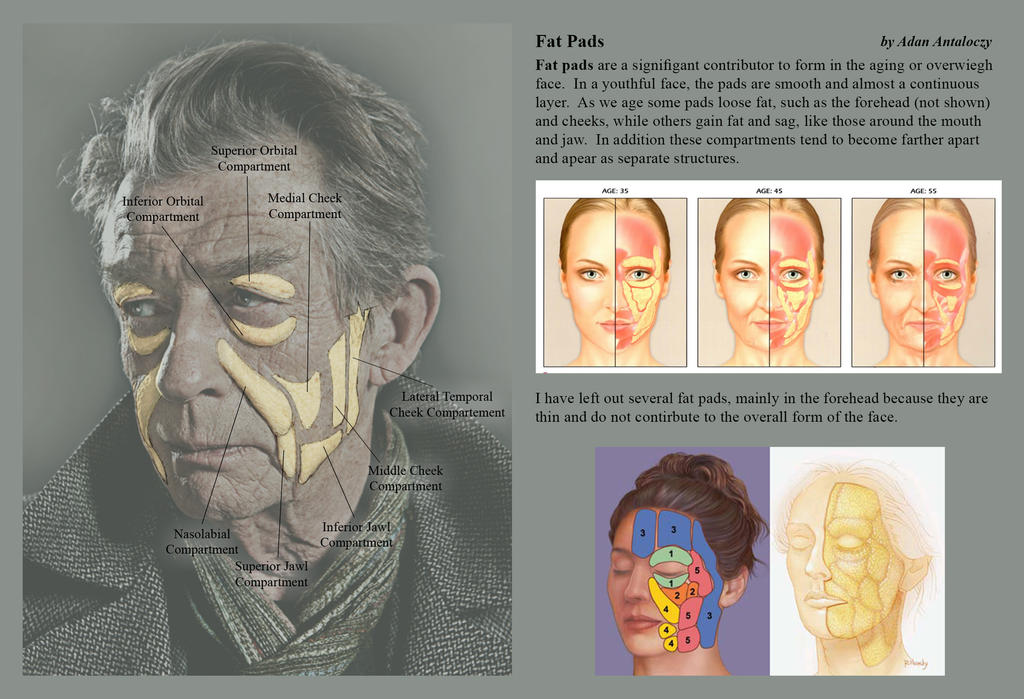 Fat Pads
by Adan Antaloczy
Fat pads are a signifigant contributor to form in the aging or overwiegh
face. In a youthful face, the pads are smooth and almost a continuous
layer. As we age some pads loose fat, such as the forehead (not shown)
and cheeks, while others gain fat and sag, like those around the mouth
and jaw. In addition these compartments tend to become farther apart
and apear as separate structures.
AGE: 35
AGE: 45
AGE: 55
I have left out several fat pads, mainly in the forehead because they are
thin and do not contirbute to the overall form of the face.
Superior Orbital
Compartment
Inferior Orbital
Compartment
Medial Cheek
Compartment
Lateral Temporal
Cheek Compartement
Middle Cheek
Compartment
Inferior Jawl
Compartment
Nasolabial
Compartment
Superior Jawl
Compartment
3
3
1
5
1
2
2
4
5
3
4
4
5